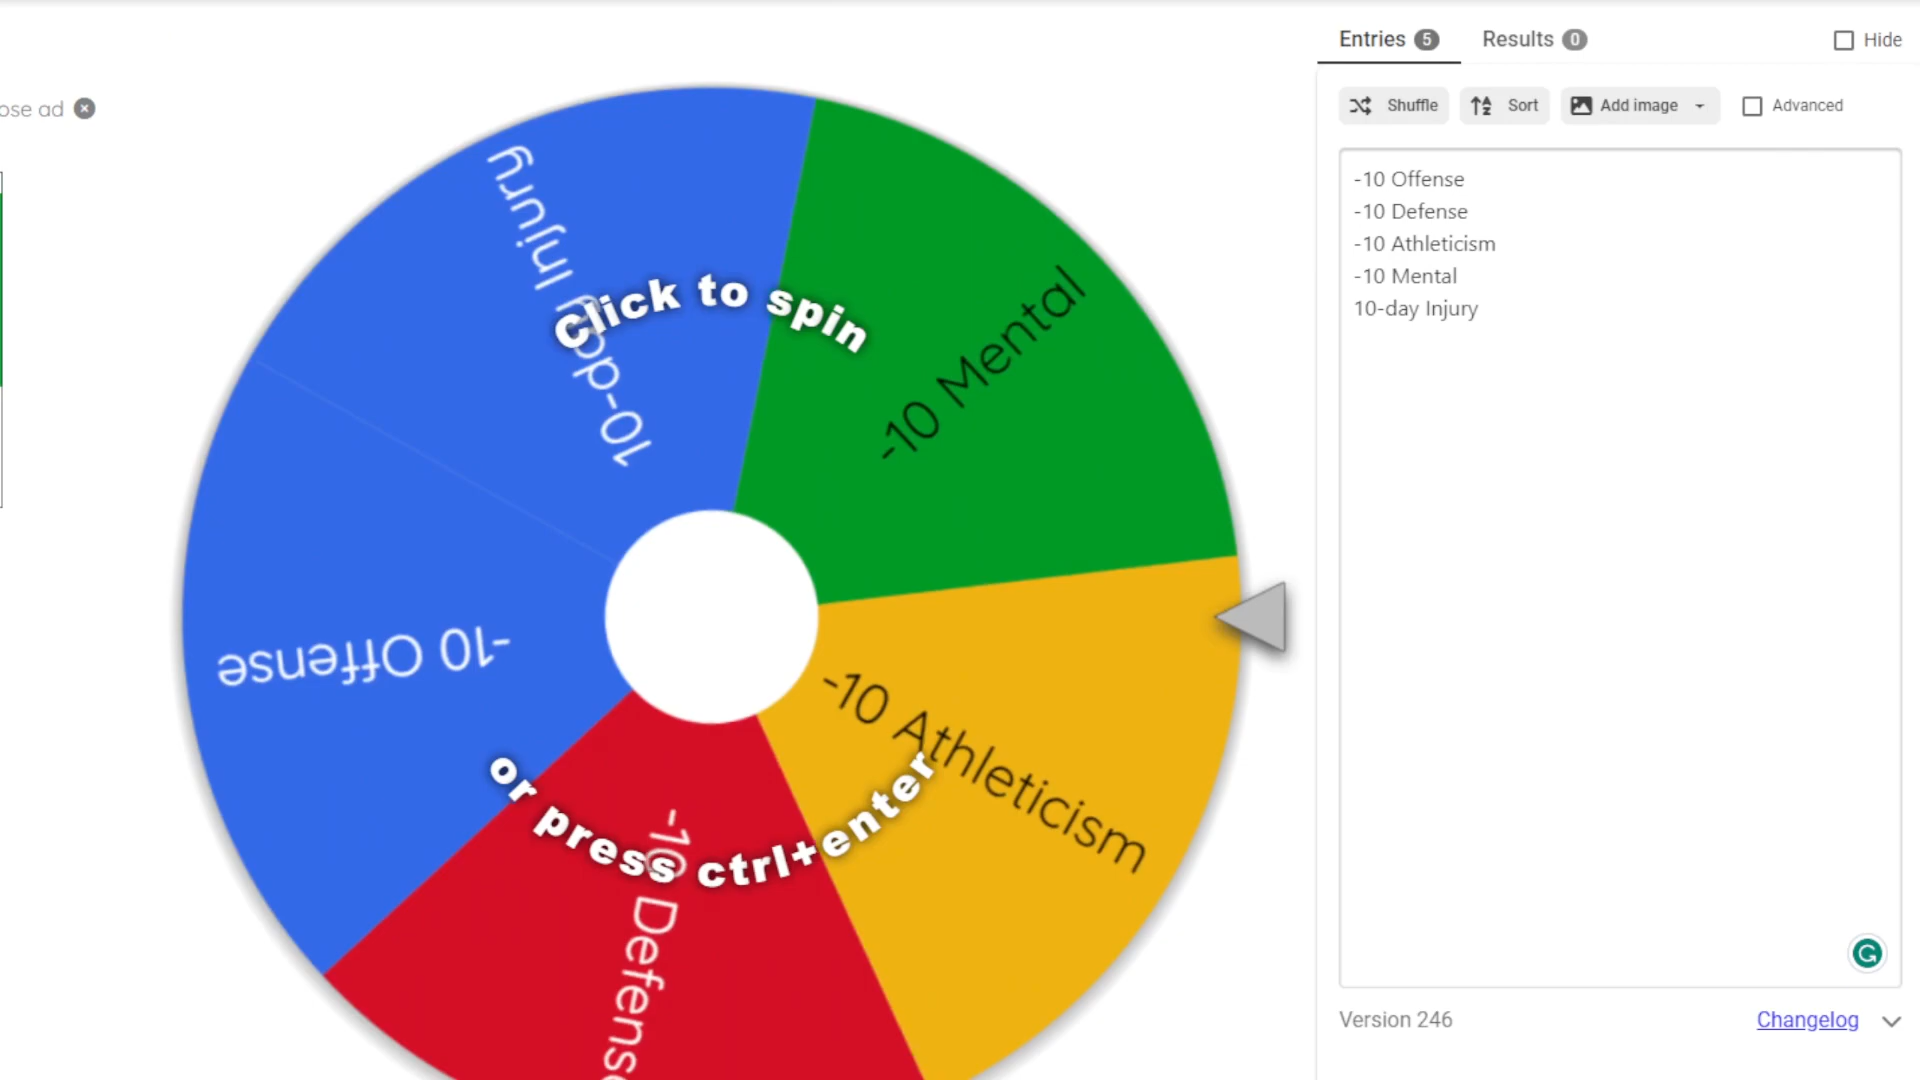 Entries 5
Results 0
Hide
ose ad
Shuffle
Sort
Add image
Advanced
-10 Offense
-10 Defense
-10 Athleticism
-10 Mental
10-day Injury
10-day Injury
Click to spin
-10 Mental
-10 Offense
-10 Athleticism
or press ctrl+enter
-10 Defense
Version 246
Changelog